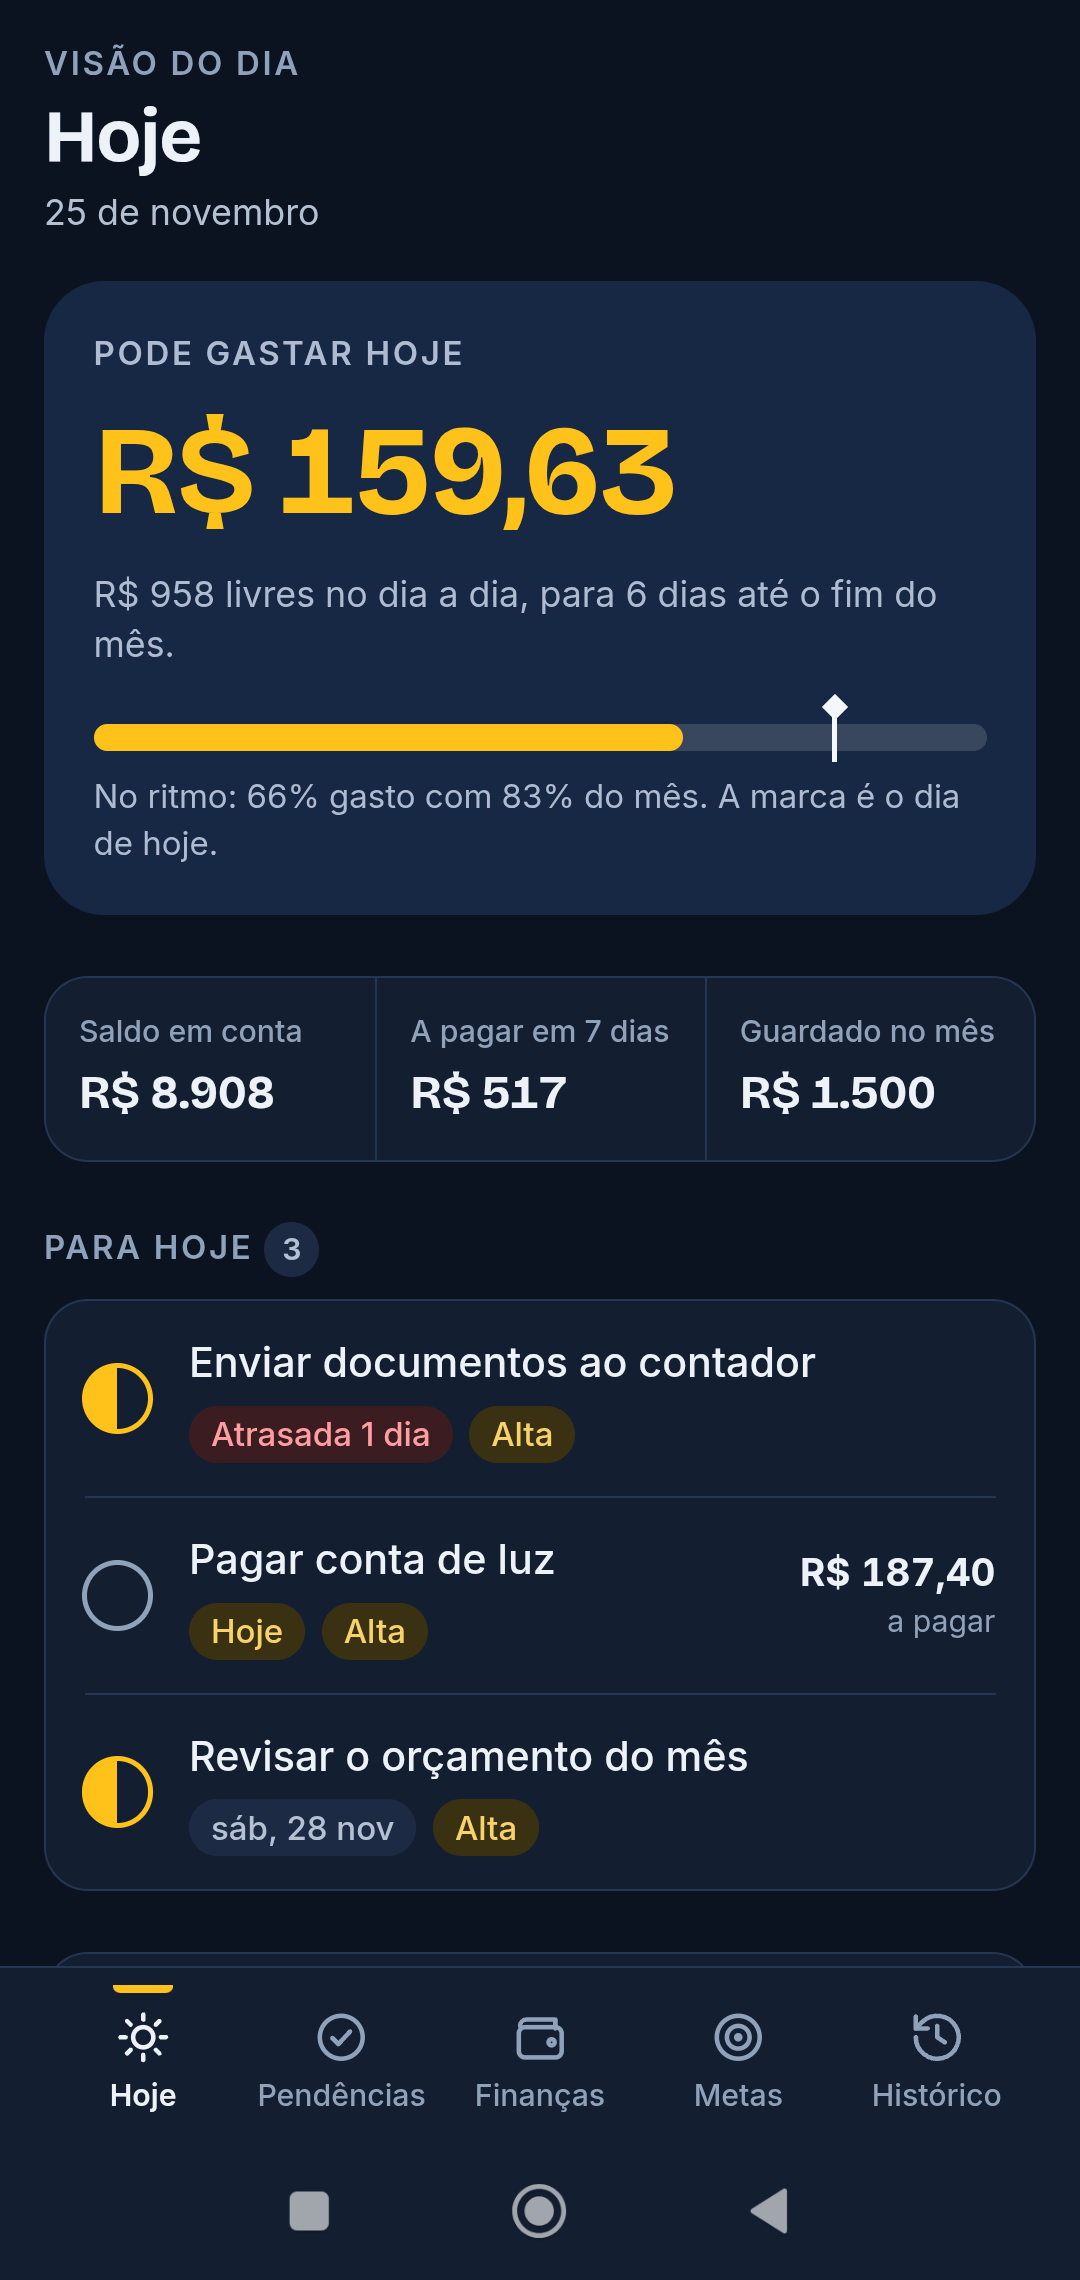 VISÃO DO DIA
Hoje
25 de novembro
PODE GASTAR HOJE
R$ 159,63
R$ 958 livres no dia a dia, para 6 dias até o fim do
mês.
No ritmo: 66% gasto com 83% do mês. A marca é o dia
de hoje.
Saldo em conta
R$ 8.908
A pagar em 7 dias
R$ 517
Guardado no mês
R$ 1.500
PARA HOJE 3
Enviar documentos ao contador
Atrasada 1 dia Alta
Pagar conta de luz
Hoje Alta
R$ 187,40
a pagar
Revisar o orçamento do mês
sáb, 28 nov Alta
Hoje Pendências Finanças Metas Histórico